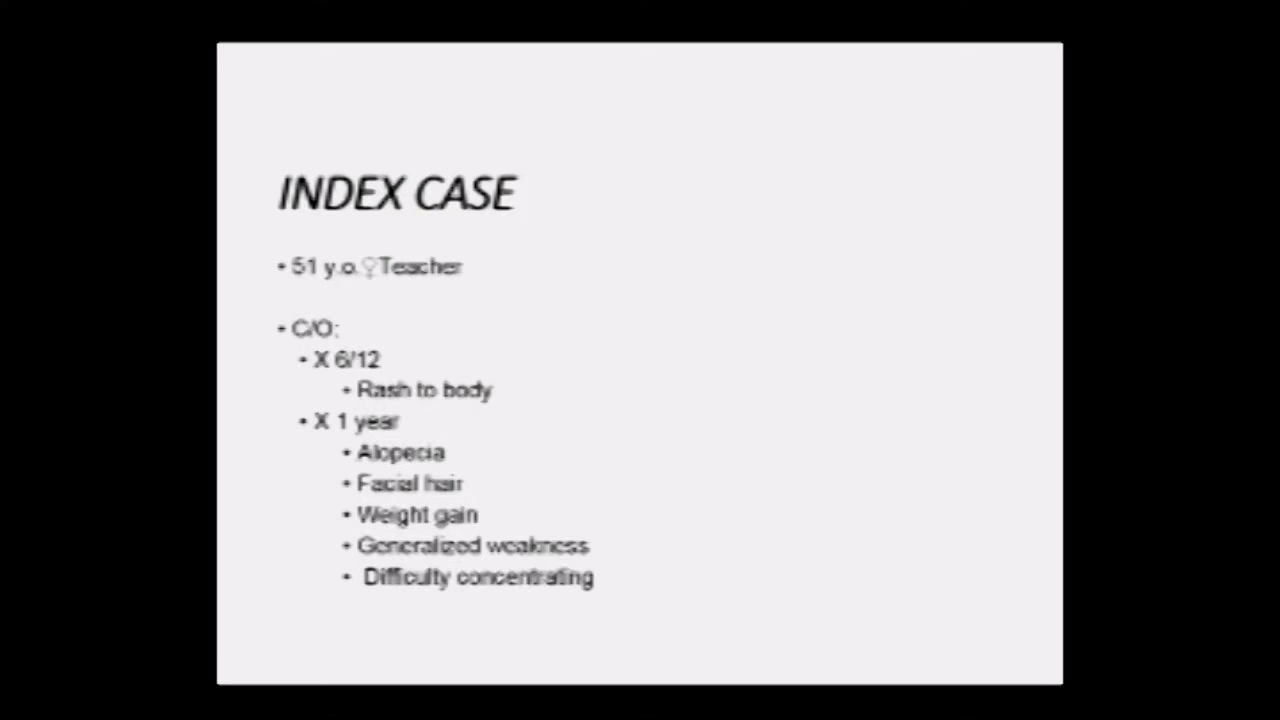 INDEX CASE
• 51 y.o.♀Teacher
• C/O:
• X 6/12
• Rash to body
• X 1 year
• Alopecia
• Facial hair
• Weight gain
• Generalized weakness
• Difficulty concentrating